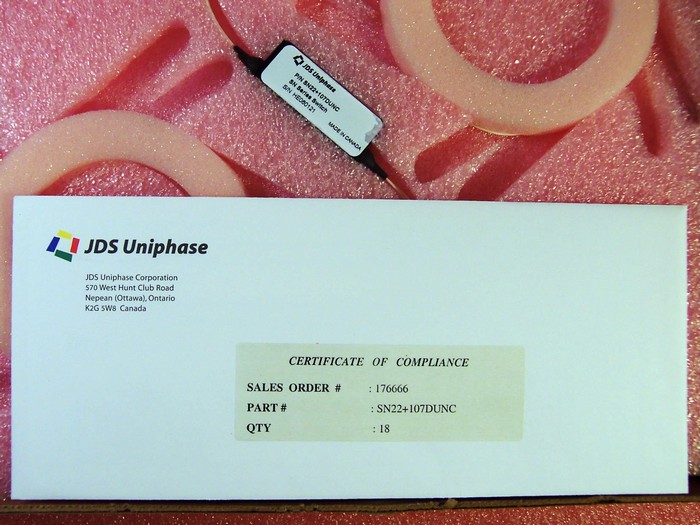 JDS Uniphase
P/N SN22+107DUNC
SN Series Switch
S/N HE060121
MADE IN CANADA
JDS Uniphase
JDS Uniphase Corporation
570 West Hunt Club Road
Nepean (Ottawa), Ontario
K2G 5W8 Canada
CERTIFICATE OF COMPLIANCE
SALES ORDER # : 176666
PART # : SN22+107DUNC
QTY : 18